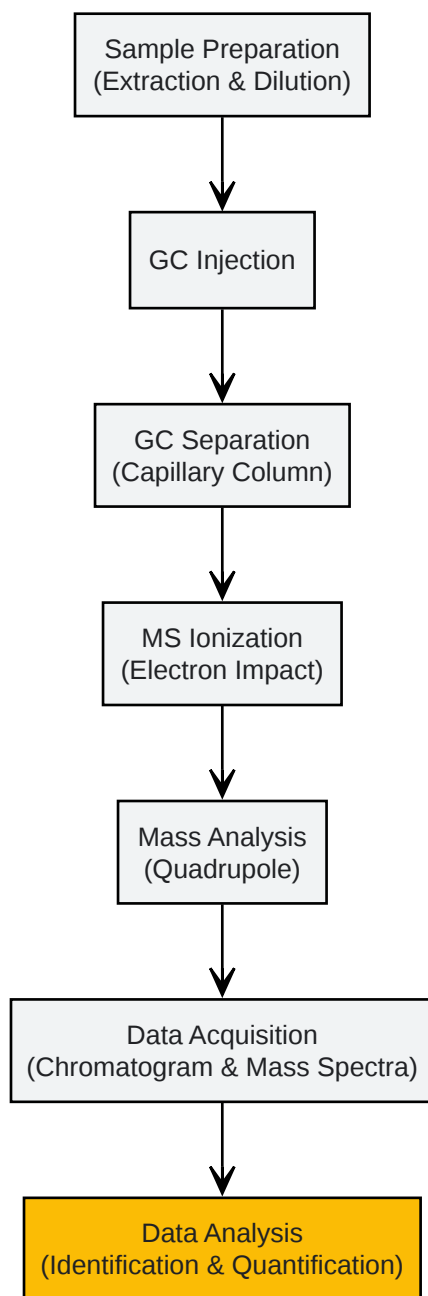 Sample Preparation
(Extraction & Dilution)
GC Injection
GC Separation
(Capillary Column)
MS Ionization
(Electron Impact)
Mass Analysis
(Quadrupole)
Data Acquisition
(Chromatogram & Mass Spectra)
Data Analysis
(Identification & Quantification)